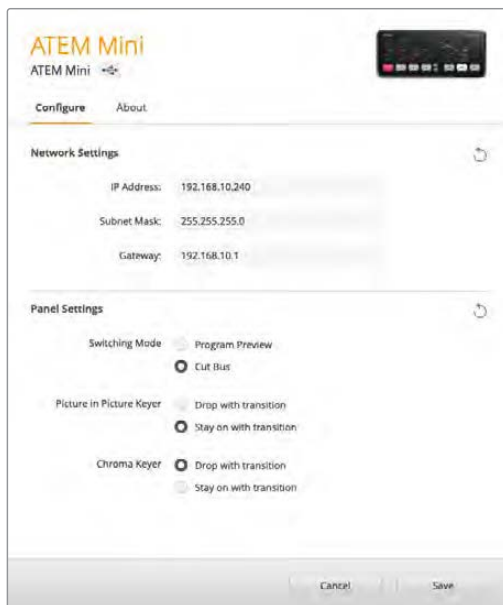 ATEM Mini
ATEM Mini
Configure About
Network Settings
IP Address: 192.168.10.240
Subnet Mask: 255.255.255.0
Gateway: 192.168.10.1
Panel Settings
Switching Mode Program Preview
Cut Bus
Picture in Picture Keyer Drop with transition
Stay on with transition
Chroma Keyer Drop with transition
Stay on with transition
Cancel Save